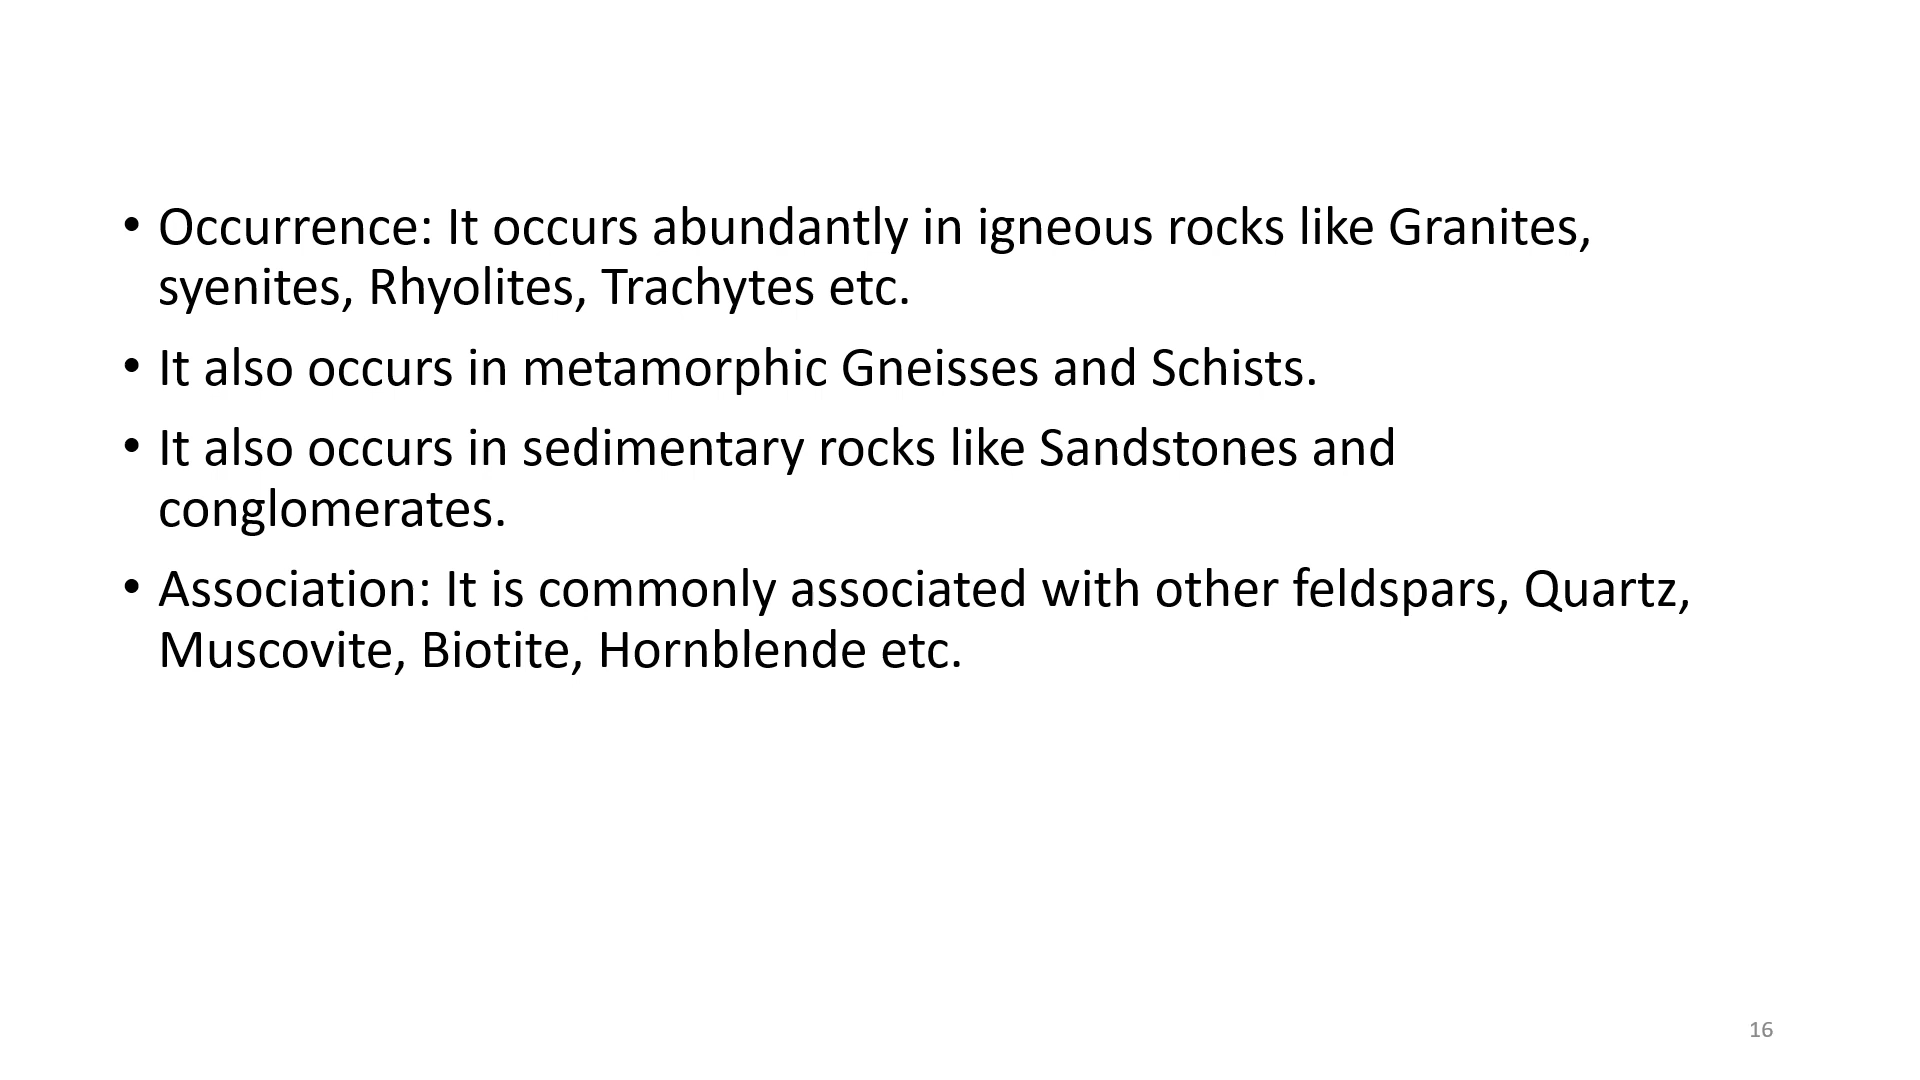 • Occurrence: It occurs abundantly in igneous rocks like Granites,
syenites, Rhyolites, Trachytes etc.
• It also occurs in metamorphic Gneisses and Schists.
• It also occurs in sedimentary rocks like Sandstones and
conglomerates.
• Association: It is commonly associated with other feldspars, Quartz,
Muscovite, Biotite, Hornblende etc.
16